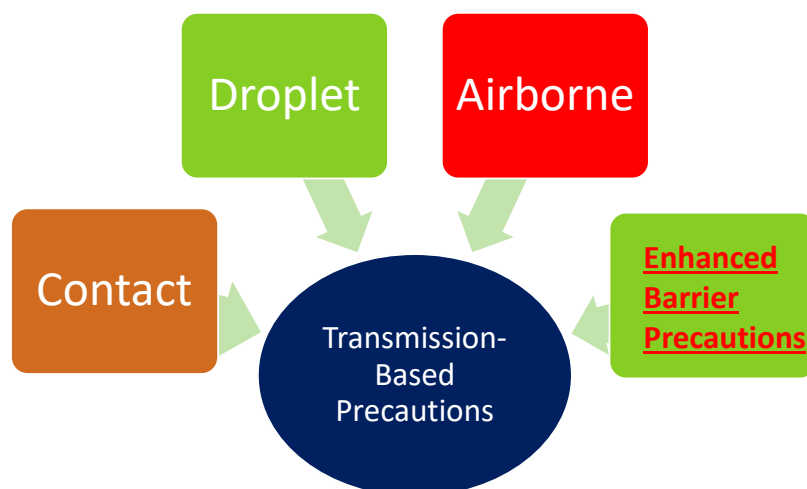 Droplet
Airborne
Contact
Enhanced
Barrier
Precautions
Transmission-
Based
Precautions